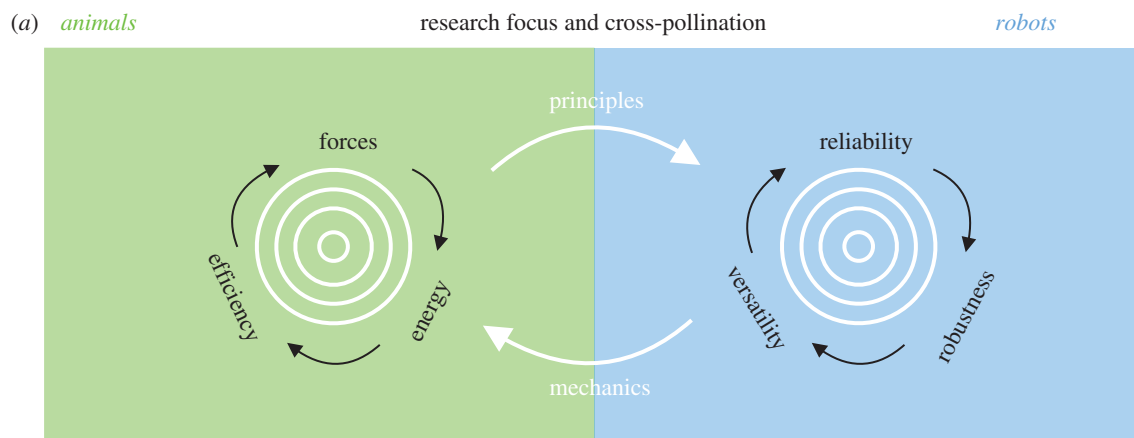 (a) animals research focus and cross-pollination robots
principles
forces
reliability
efficiency
energy
versatility
robustness
mechanics